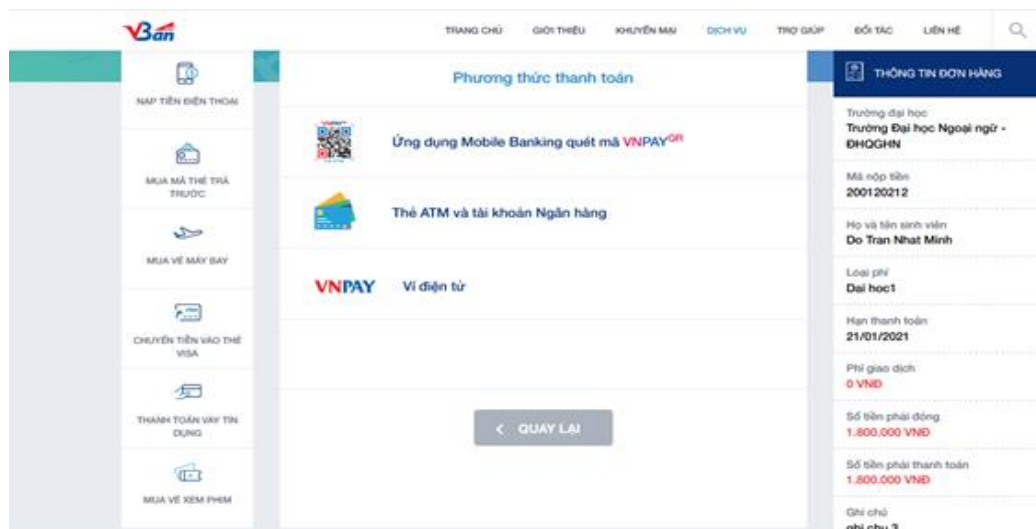 VBan
TRANG CHỦ
GIỚI THIỆU
KHUYẾN MẠI
DỊCH VỤ
TRỢ GIÚP
ĐỐI TÁC
LIÊN HỆ
NẠP TIỀN ĐIỆN THOẠI
MUA MÃ THẺ TRẢ
TRƯỚC
MUA VÉ MÁY BAY
CHUYỂN TIỀN VÀO THẺ
VISA
THANH TOÁN VAY TÍN
DỤNG
MUA VÉ XEM PHIM
Phương thức thanh toán
Ứng dụng Mobile Banking quét mã VNPAYQR
Thẻ ATM và tài khoản Ngân hàng
VNPAY Ví điện tử
QUAY LẠI
THÔNG TIN ĐƠN HÀNG
Trường đại học
Trường Đại học Ngoại ngữ -
ĐHQGHN
Mã nộp tiền
200120212
Họ và tên sinh viên
Do Tran Nhat Minh
Loại phí
Dai hoc1
Hạn thanh toán
21/01/2021
Phí giao dịch
0 VNĐ
Số tiền phải đóng
1.800.000 VNĐ
Số tiền phải thanh toán
1.800.000 VNĐ
Ghi chú
ghi chu 3